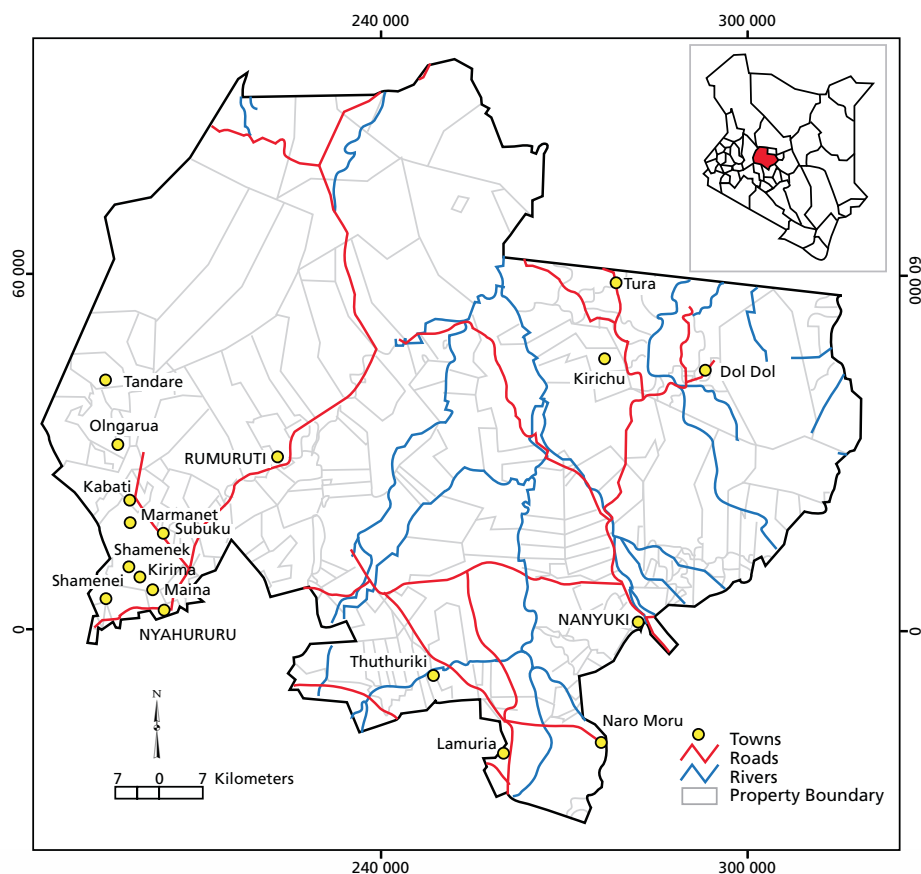 240 000
300 000
60 000
60 000
Tura
Kirichu
Dol Dol
Tandare
Olngarua
RUMURUTI
Kabati
Marmanet
Subuku
Shamenek
Kirima
Shamenei
Maina
NYAHURURU
0
0
NANYUKI
Thuthuriki
Naro Moru
Lamuria
N
7 0 7 Kilometers
Towns
Roads
Rivers
Property Boundary
240 000
300 000